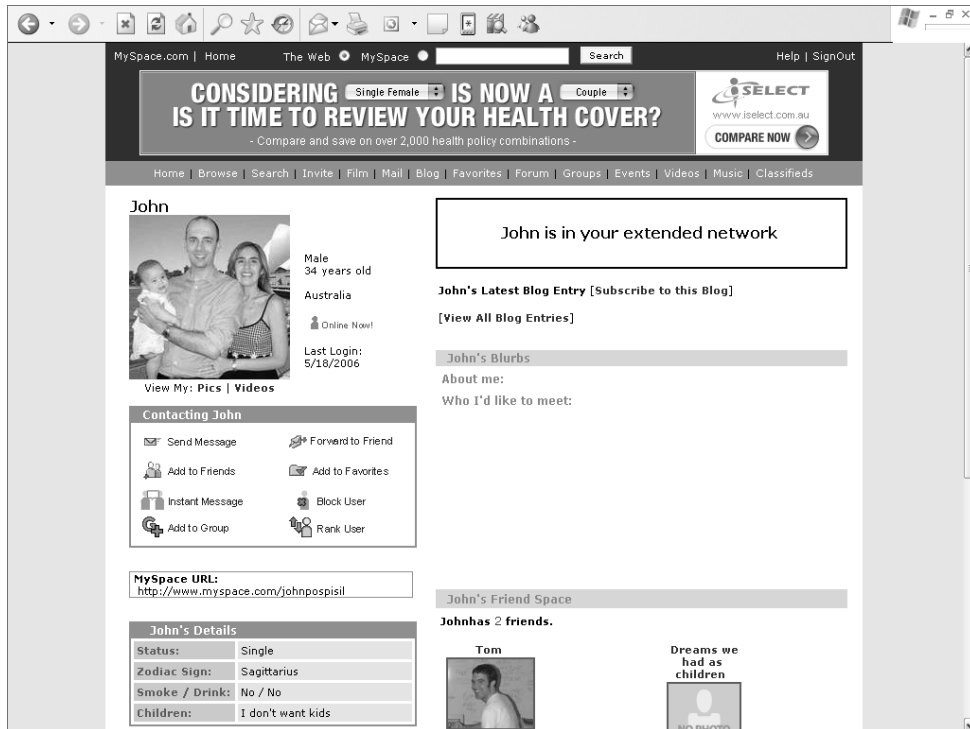 MySpace.com | Home The Web MySpace Search Help | SignOut
CONSIDERING Single Female IS NOW A Couple
IS IT TIME TO REVIEW YOUR HEALTH COVER?
- Compare and save on over 2,000 health policy combinations -
iSELECT
www.iselect.com.au
COMPARE NOW
Home | Browse | Search | Invite | Film | Mail | Blog | Favorites | Forum | Groups | Events | Videos | Music | Classifieds
John
Male
34 years old
Australia
Online Now!
Last Login:
5/18/2006
View My: Pics | Videos
Contacting John
Send Message Forward to Friend
Add to Friends Add to Favorites
Instant Message Block User
Add to Group Rank User
MySpace URL:
http://www.myspace.com/johnpospisil
John's Details
Status: Single
Zodiac Sign: Sagittarius
Smoke / Drink: No / No
Children: I don't want kids
John is in your extended network
John's Latest Blog Entry [Subscribe to this Blog]
[View All Blog Entries]
John's Blurbs
About me:
Who I'd like to meet:
John's Friend Space
Johnhas 2 friends.
Tom
Dreams we
had as
children
NO PHOTO